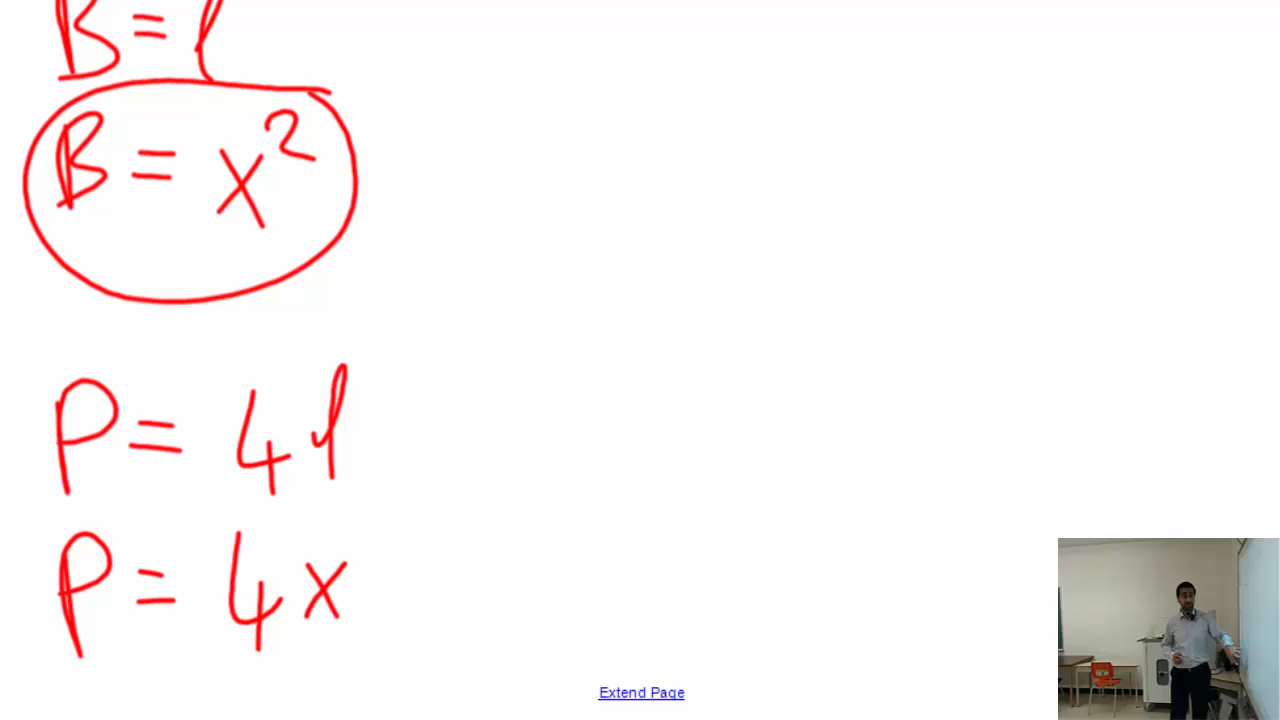 B = l
B = x²
P = 4l
P = 4x
Extend Page